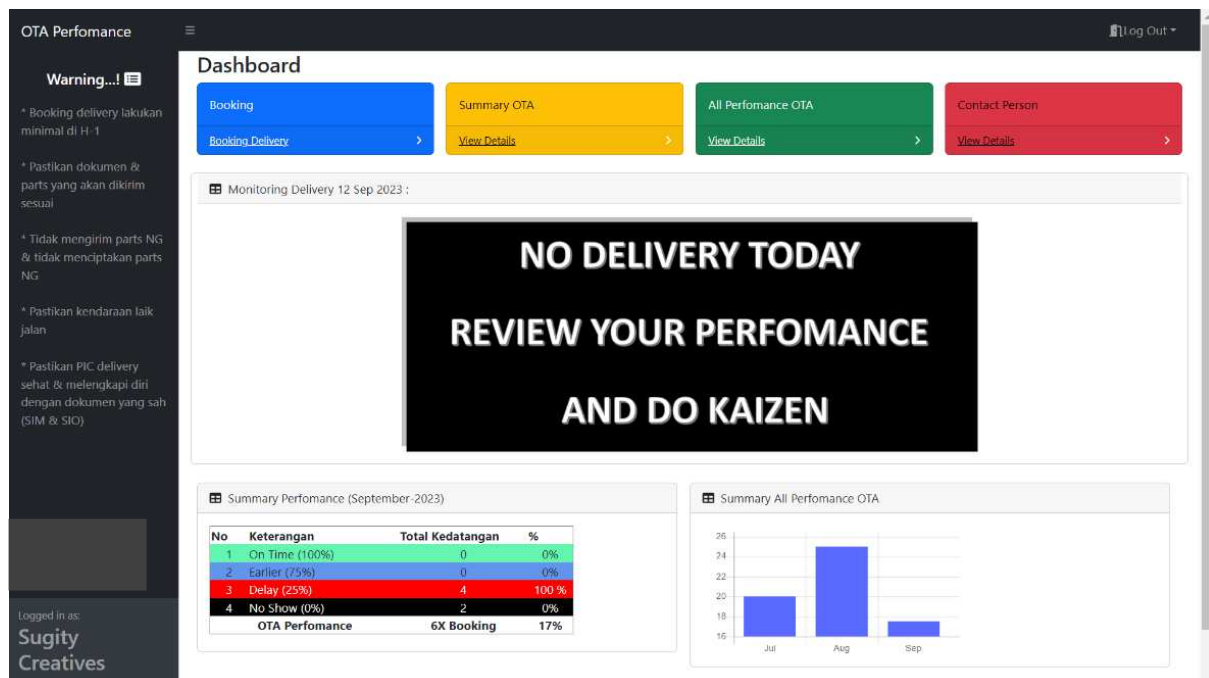 OTA Perfomance
Log Out
Warning...!
* Booking delivery lakukan
minimal di H-1
* Pastikan dokumen &
parts yang akan dikirim
sesuai
* Tidak mengirim parts NG
& tidak menciptakan parts
NG
* Pastikan kendaraan laik
jalan
* Pastikan PIC delivery
sehat & melengkapi diri
dengan dokumen yang sah
(SIM & SIO)
Logged in as:
Sugity
Creatives
Dashboard
Booking
Booking Delivery
Summary OTA
View Details
All Perfomance OTA
View Details
Contact Person
View Details
Monitoring Delivery 12 Sep 2023 :
NO DELIVERY TODAY
REVIEW YOUR PERFOMANCE
AND DO KAIZEN
Summary Perfomance (September-2023)
No Keterangan Total Kedatangan %
1 On Time (100%) 0 0%
2 Earlier (75%) 0 0%
3 Delay (25%) 4 100 %
4 No Show (0%) 2 0%
OTA Perfomance 6X Booking 17%
Summary All Perfomance OTA
26
24
22
20
18
16
Jul Aug Sep